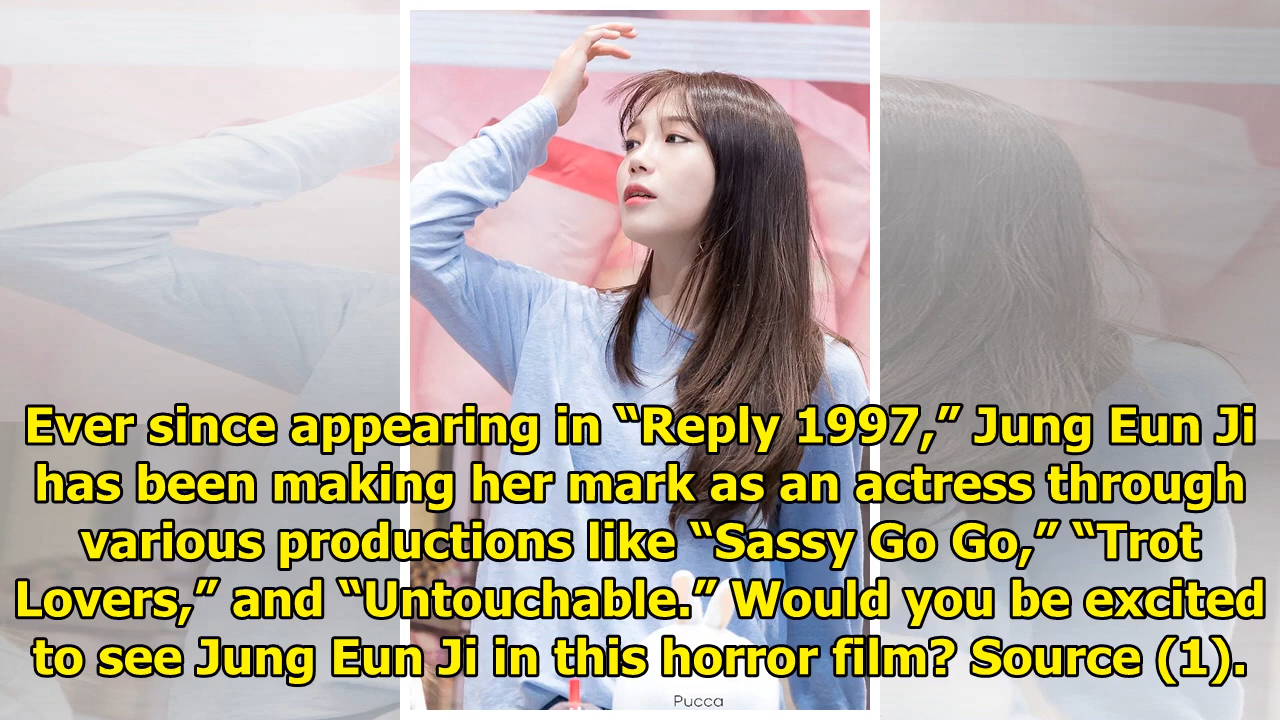 Ever since appearing in “Reply 1997,” Jung Eun Ji
has been making her mark as an actress through
various productions like “Sassy Go Go,” “Trot
Lovers,” and “Untouchable.” Would you be excited
to see Jung Eun Ji in this horror film? Source (1).
Pucca